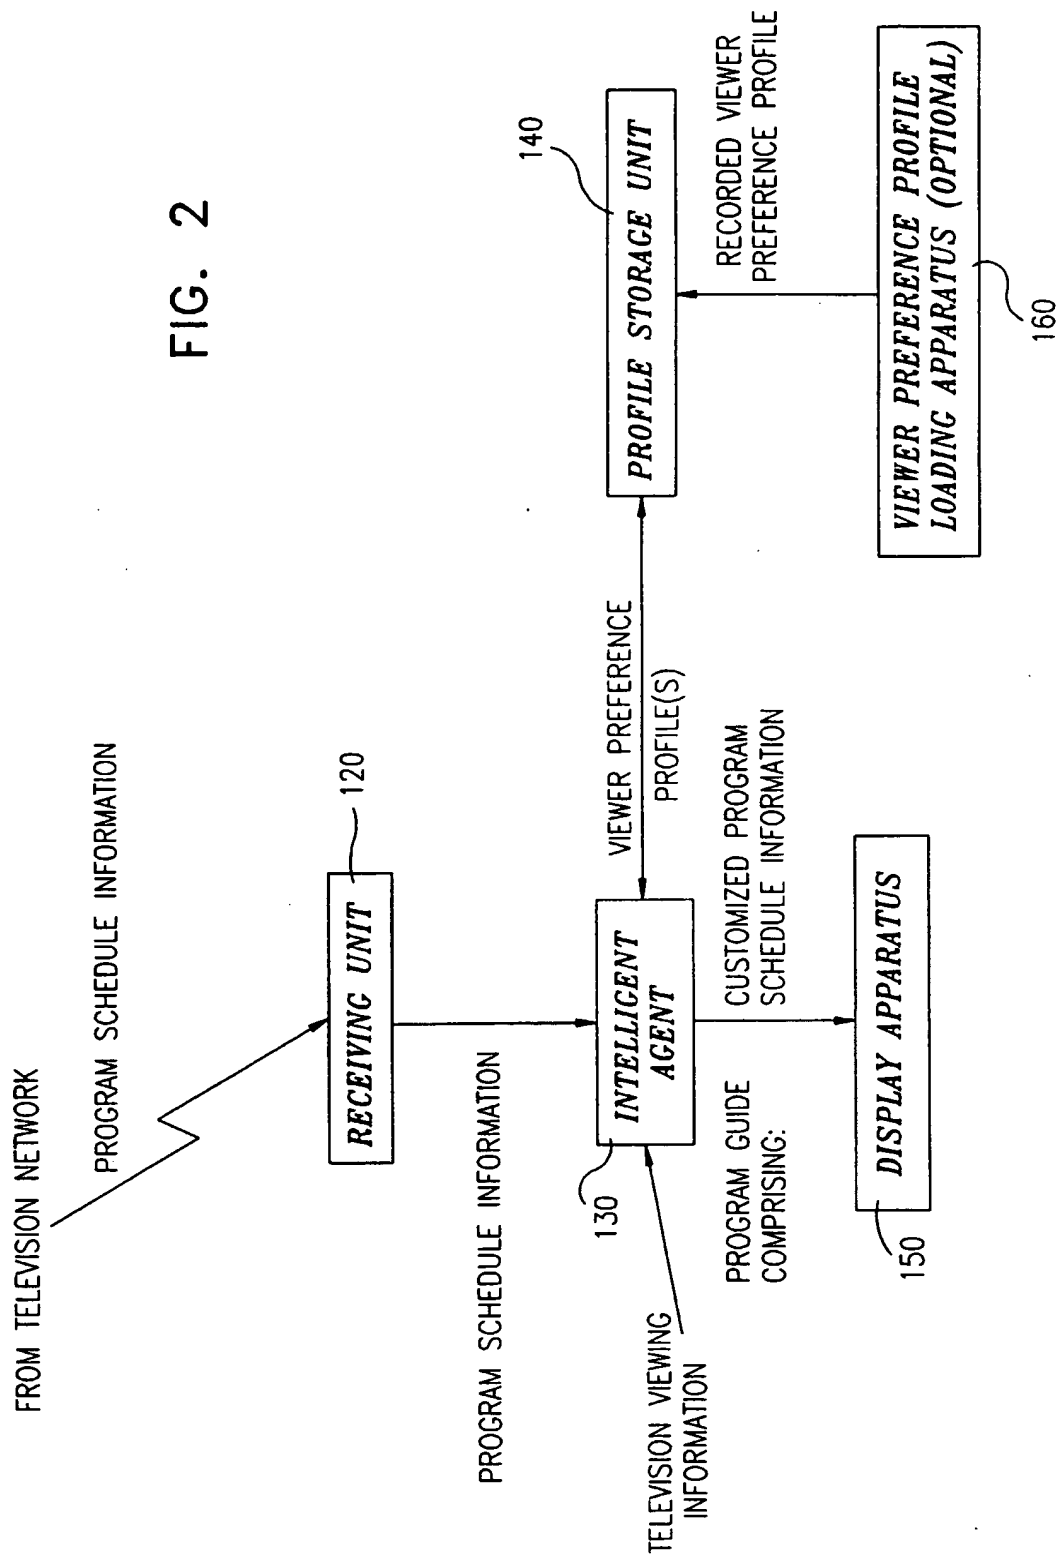 FIG. 2
FROM TELEVISION NETWORK
PROGRAM SCHEDULE INFORMATION
RECEIVING UNIT
120
PROGRAM SCHEDULE INFORMATION
TELEVISION VIEWING
INFORMATION
130
INTELLIGENT
AGENT
VIEWER PREFERENCE
PROFILE(S)
140
PROFILE STORAGE UNIT
PROGRAM GUIDE
COMPRISING:
CUSTOMIZED PROGRAM
SCHEDULE INFORMATION
RECORDED VIEWER
PREFERENCE PROFILE
150
DISPLAY APPARATUS
VIEWER PREFERENCE PROFILE
LOADING APPARATUS (OPTIONAL)
160